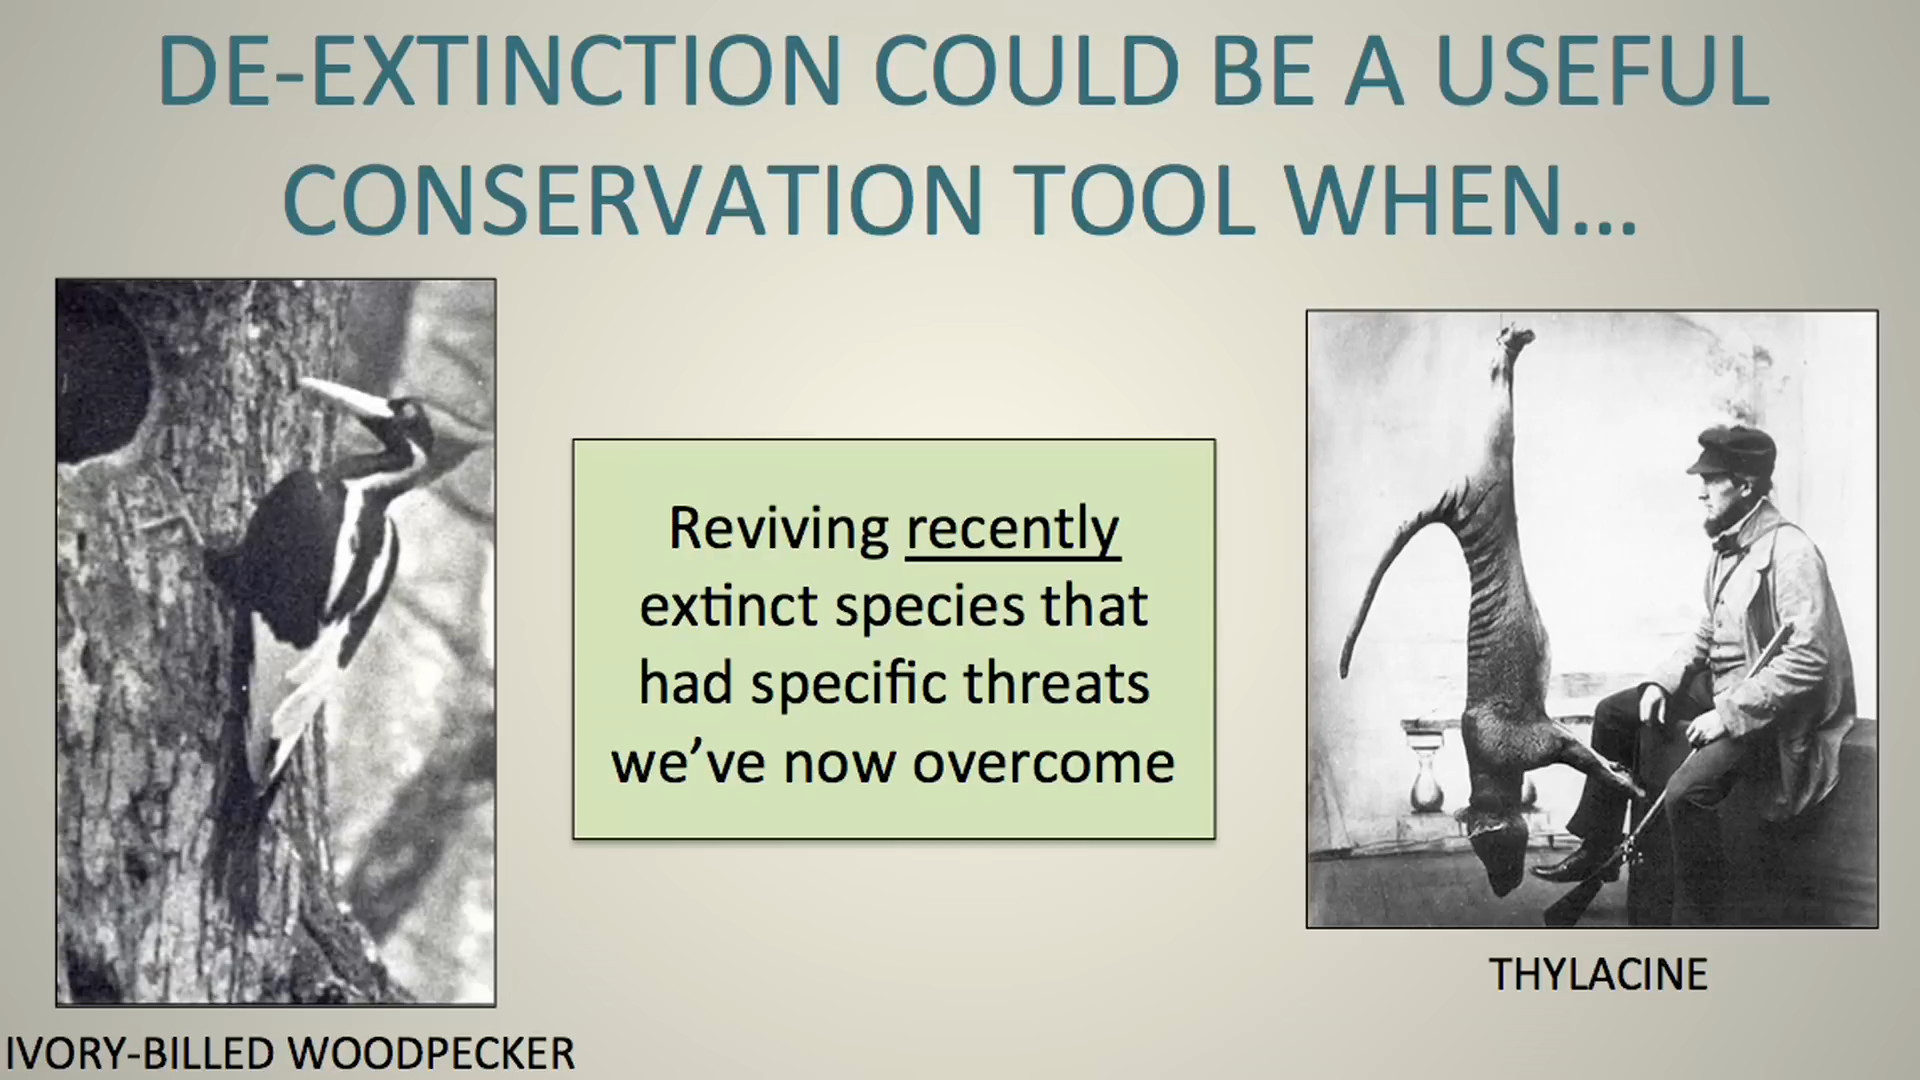 DE-EXTINCTION COULD BE A USEFUL
CONSERVATION TOOL WHEN…
Reviving recently
extinct species that
had specific threats
we’ve now overcome
THYLACINE
IVORY-BILLED WOODPECKER